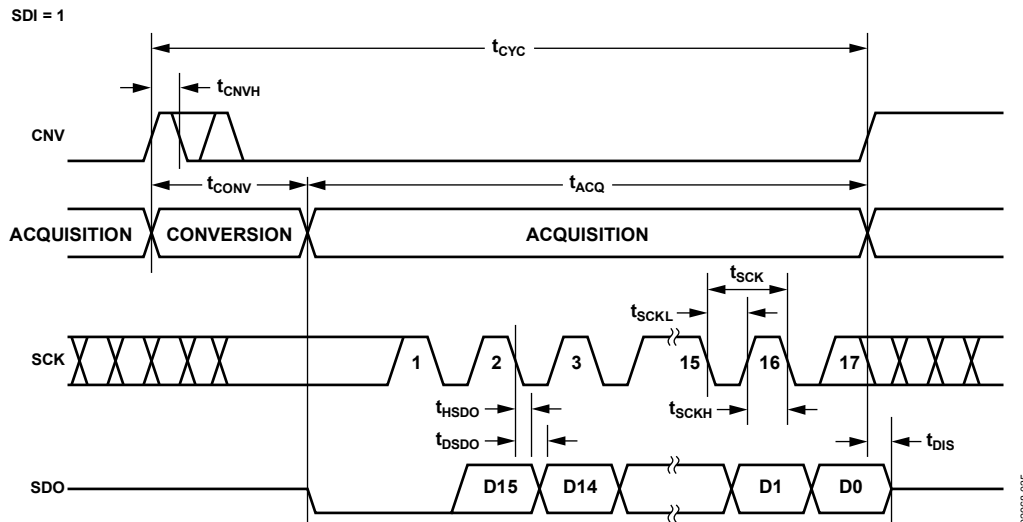 SDI = 1
tCYC
tCNVH
CNV
tCONV
tACQ
ACQUISITION
CONVERSION
ACQUISITION
tSCK
tSCKL
SCK
1
2
3
15
16
17
tHSDO
tSCKH
tDSDO
tDIS
SDO
D15
D14
D1
D0